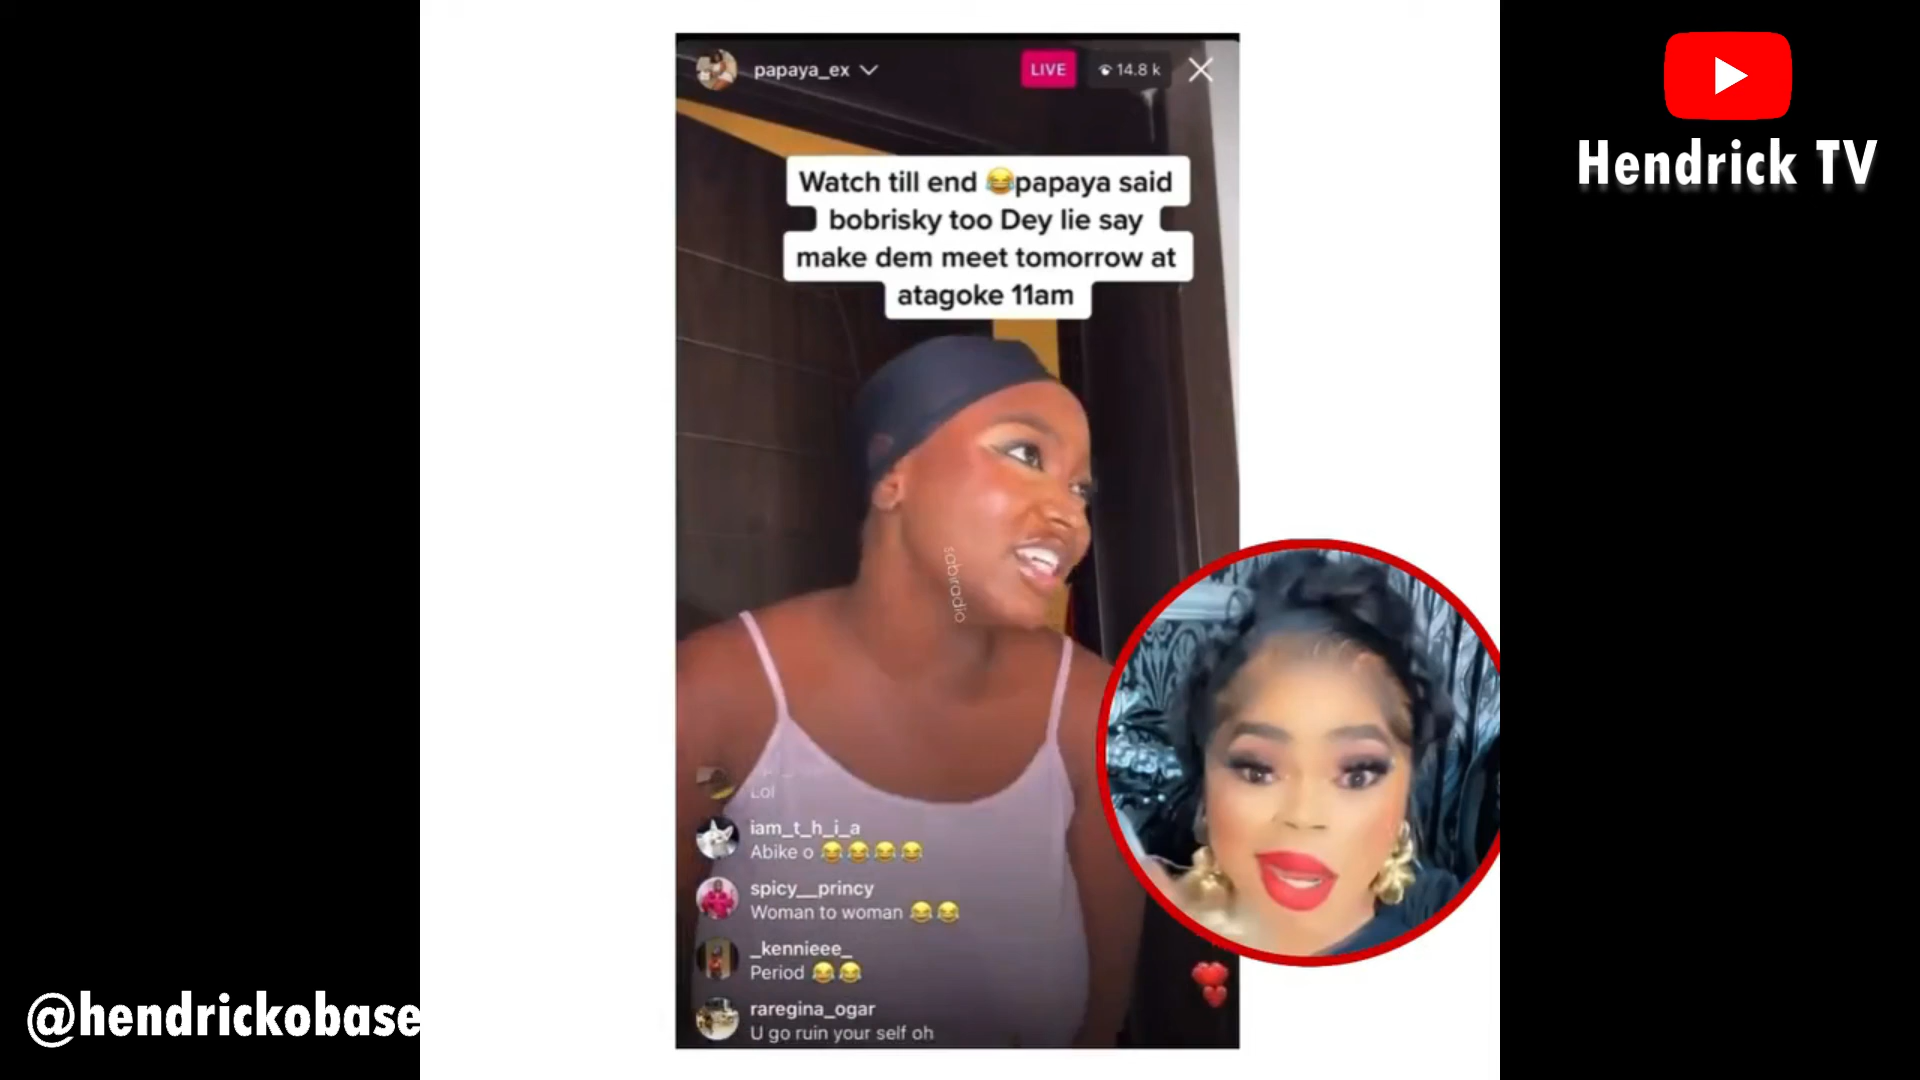 papaya_ex
LIVE
14.8 k
Hendrick TV
Watch till end 😂papaya said
bobrisky too Dey lie say
make dem meet tomorrow at
atagoke 11am
sabiradio
Lol
iam_t_h_i_a
Abike o 😂😂😂😂
spicy__princy
Woman to woman 😂😂
_kennieee_
Period 😂😂
raregina_ogar
U go ruin your self oh
@hendrickobase